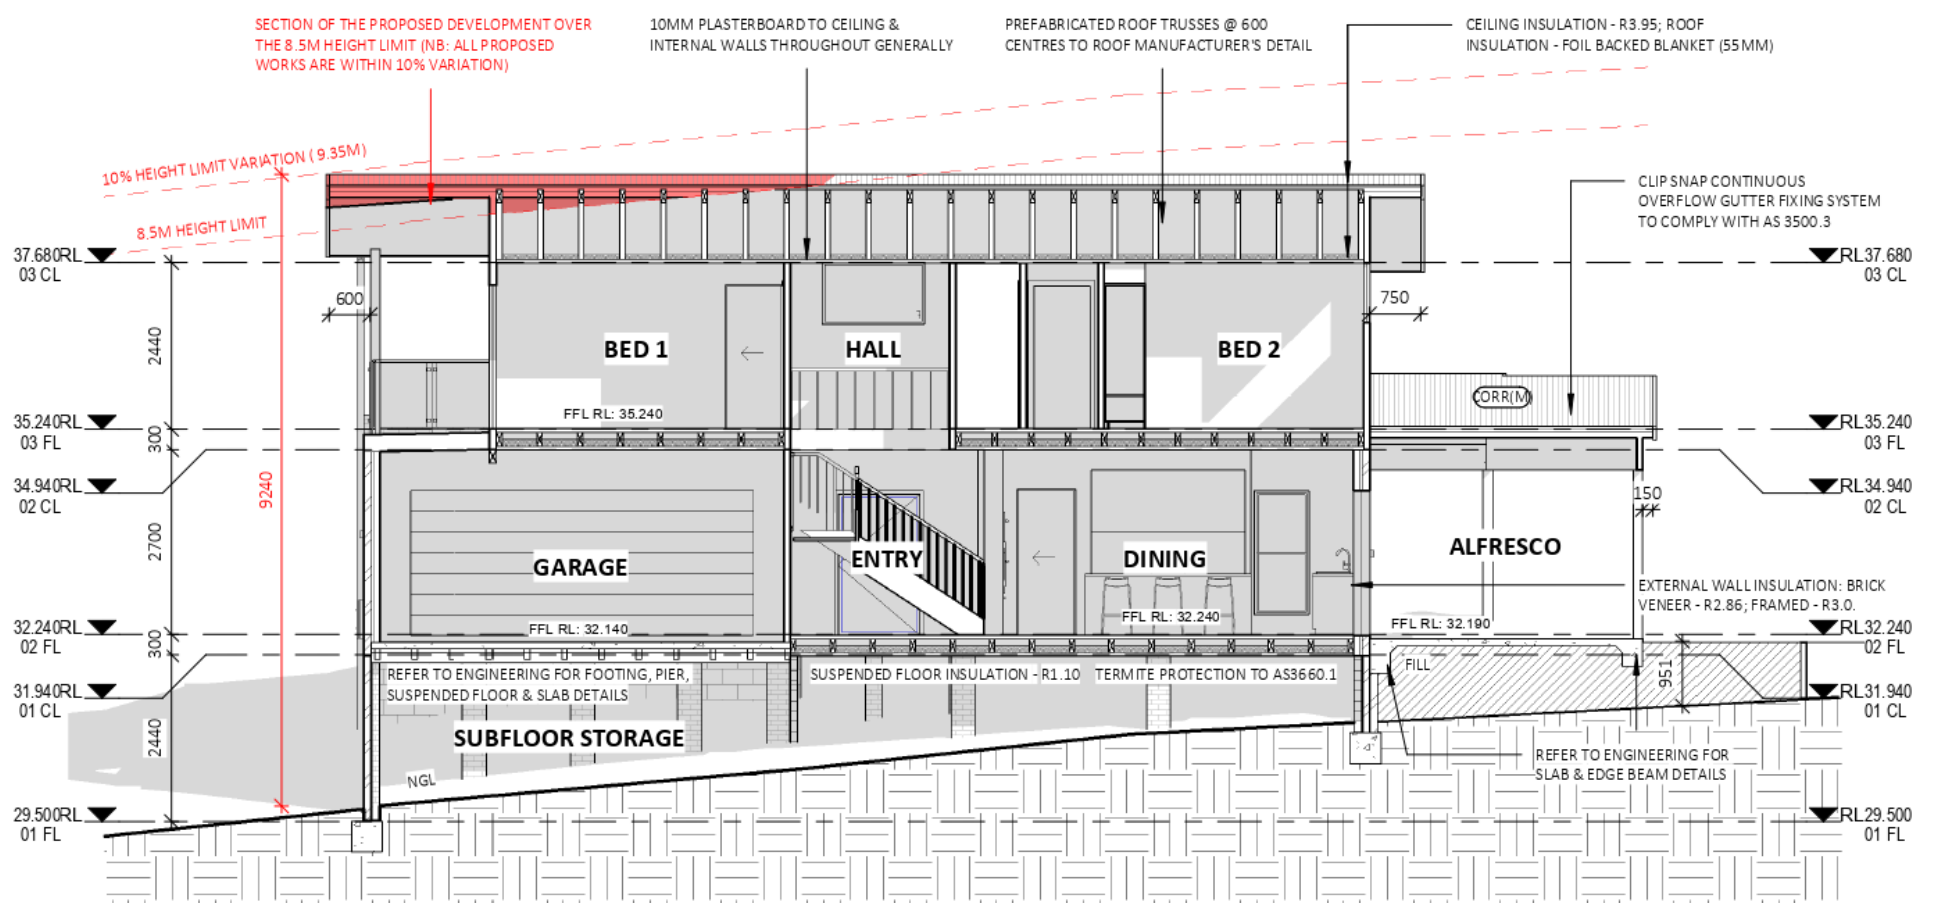 SECTION OF THE PROPOSED DEVELOPMENT OVER
THE 8.5M HEIGHT LIMIT (NB: ALL PROPOSED
WORKS ARE WITHIN 10% VARIATION)
10MM PLASTERBOARD TO CEILING &
INTERNAL WALLS THROUGHOUT GENERALLY
PREFABRICATED ROOF TRUSSES @ 600
CENTRES TO ROOF MANUFACTURER'S DETAIL
CEILING INSULATION - R3.95; ROOF
INSULATION - FOIL BACKED BLANKET (55MM)
10% HEIGHT LIMIT VARIATION (9.35M)
8.5M HEIGHT LIMIT
CLIP SNAP CONTINUOUS
OVERFLOW GUTTER FIXING SYSTEM
TO COMPLY WITH AS 3500.3
37.680RL
03 CL
RL37.680
03 CL
600
750
2440
BED 1
HALL
BED 2
CORR(M)
FFL RL: 35.240
35.240RL
03 FL
RL35.240
03 FL
300
9240
34.940RL
02 CL
RL34.940
02 CL
150
2700
GARAGE
ENTRY
DINING
ALFRESCO
EXTERNAL WALL INSULATION: BRICK
VENEER - R2.86; FRAMED - R3.0.
FFL RL: 32.140
FFL RL: 32.240
FFL RL: 32.190
32.240RL
02 FL
RL32.240
02 FL
300
REFER TO ENGINEERING FOR FOOTING, PIER,
SUSPENDED FLOOR & SLAB DETAILS
SUSPENDED FLOOR INSULATION - R1.10
TERMITE PROTECTION TO AS3660.1
FILL
951
31.940RL
01 CL
RL31.940
01 CL
2440
SUBFLOOR STORAGE
NGL
REFER TO ENGINEERING FOR
SLAB & EDGE BEAM DETAILS
29.500RL
01 FL
RL29.500
01 FL